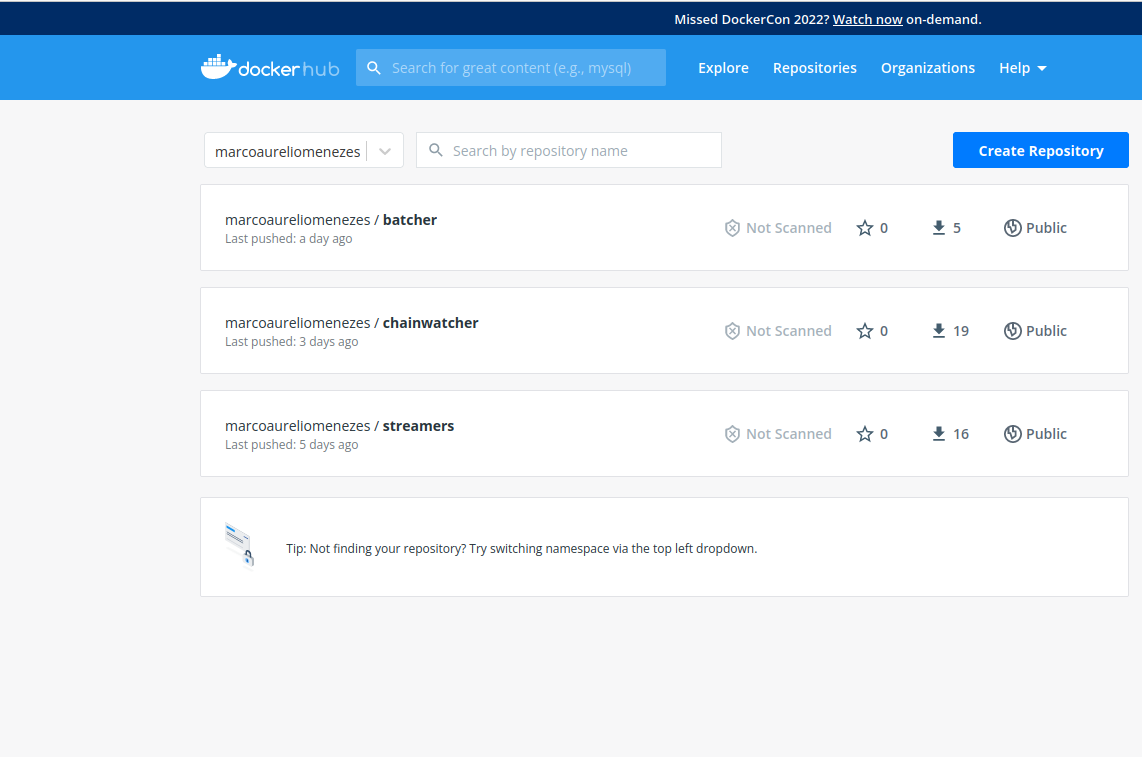 Missed DockerCon 2022? Watch now on-demand.
dockerhub Search for great content (e.g., mysql) Explore Repositories Organizations Help
marcoaureliomenezes Search by repository name Create Repository
marcoaureliomenezes / batcher
Last pushed: a day ago
Not Scanned 0 5 Public
marcoaureliomenezes / chainwatcher
Last pushed: 3 days ago
Not Scanned 0 19 Public
marcoaureliomenezes / streamers
Last pushed: 5 days ago
Not Scanned 0 16 Public
Tip: Not finding your repository? Try switching namespace via the top left dropdown.